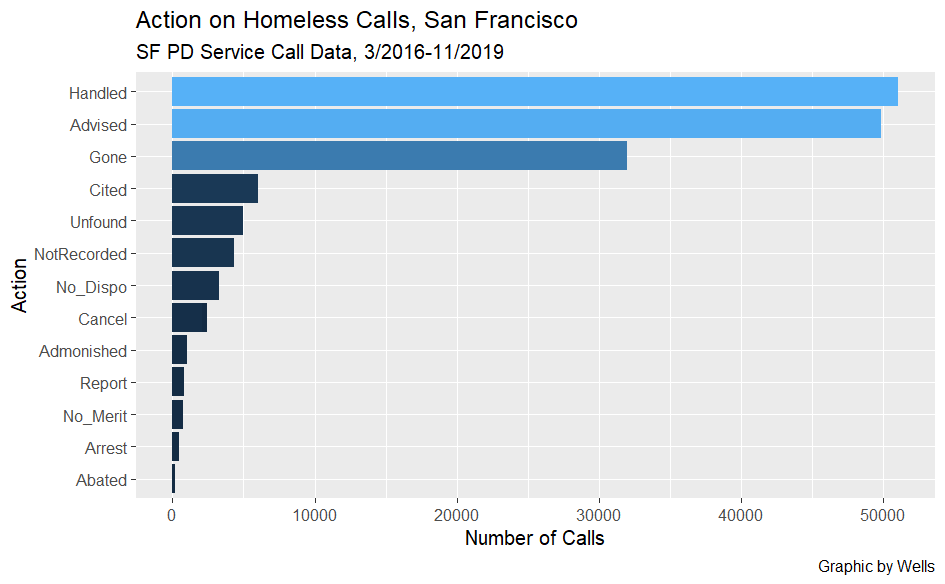 Action on Homeless Calls, San Francisco
SF PD Service Call Data, 3/2016-11/2019
Action
Handled
Advised
Gone
Cited
Unfound
NotRecorded
No_Dispo
Cancel
Admonished
Report
No_Merit
Arrest
Abated
0 10000 20000 30000 40000 50000
Number of Calls
Graphic by Wells